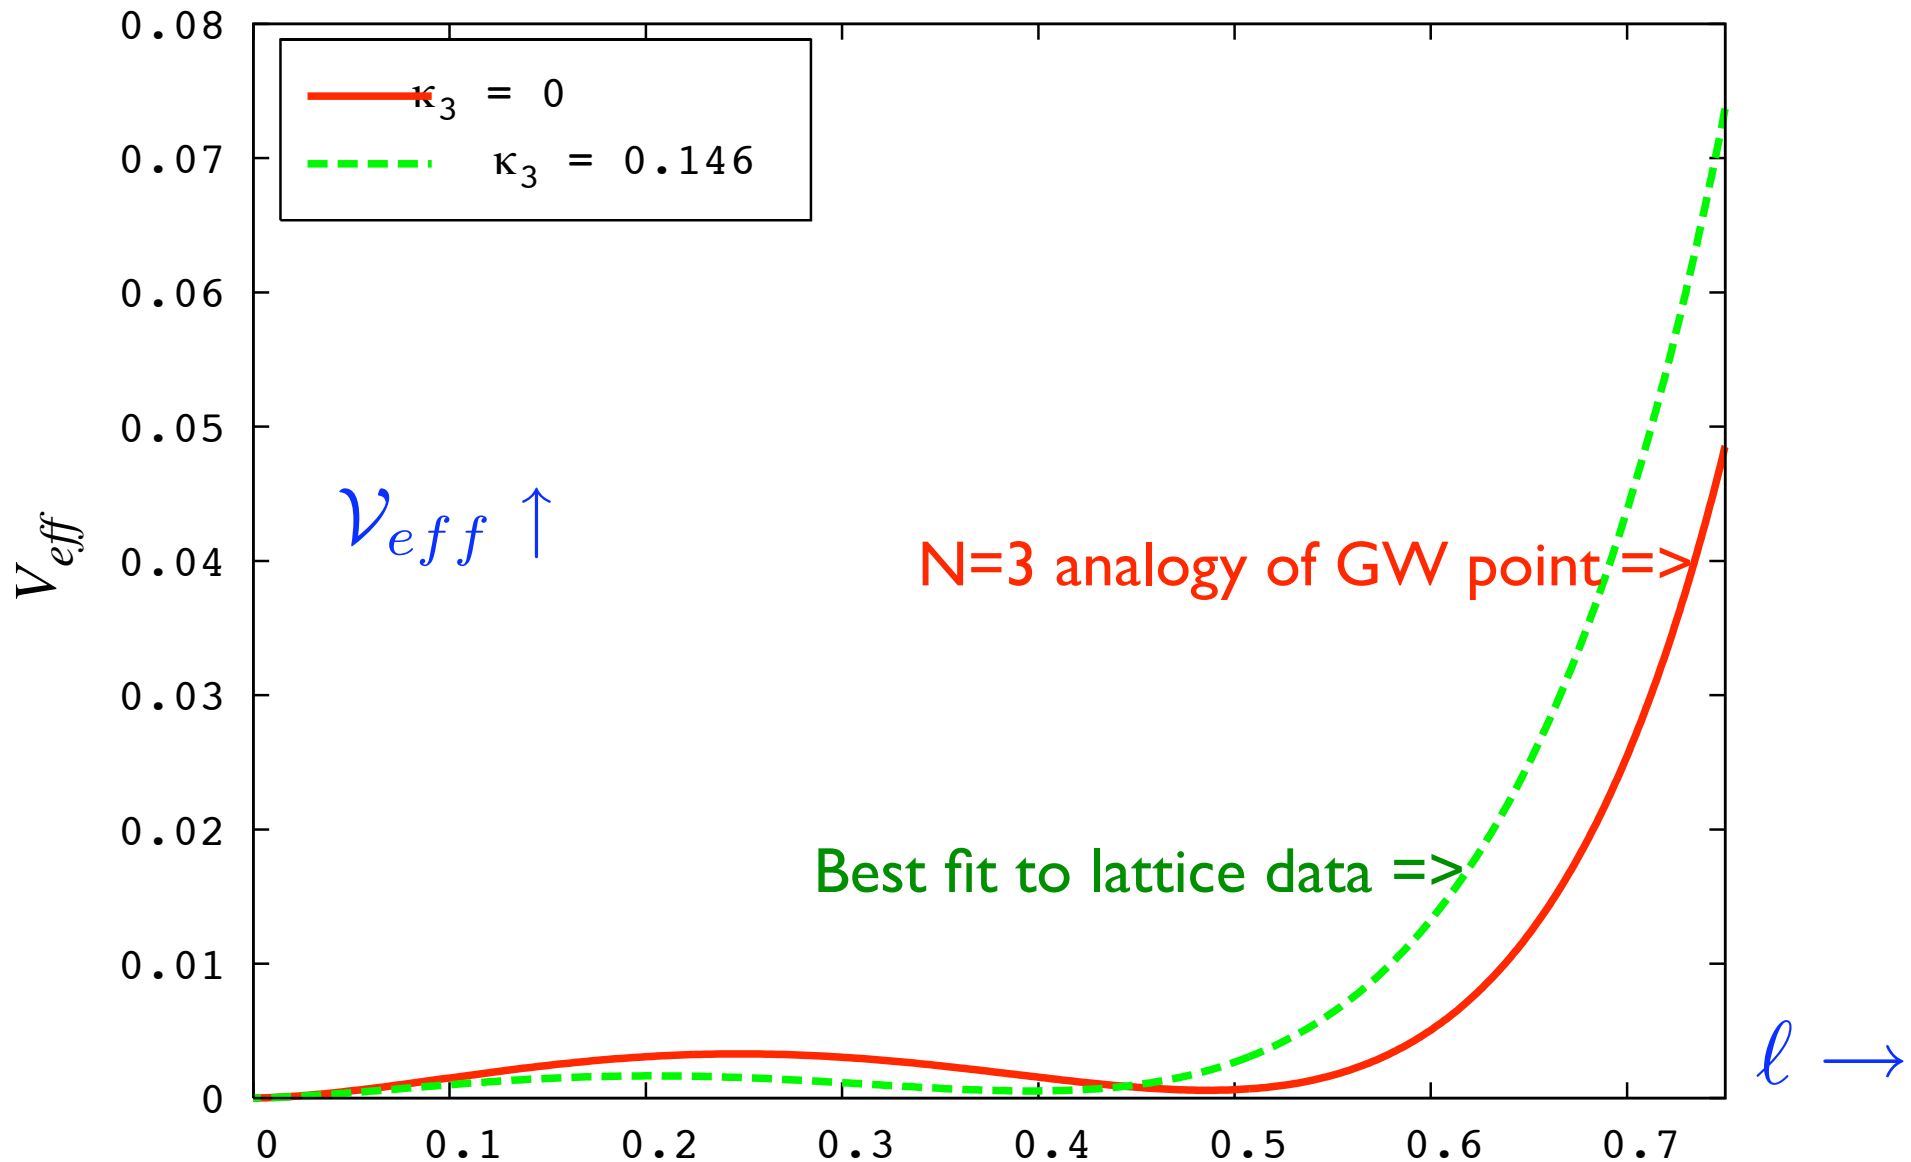 0.08
κ3 = 0
0.07
κ3 = 0.146
0.06
0.05
𝒱eff ↑
Veff
0.04
N=3 analogy of GW point =>
0.03
0.02
Best fit to lattice data =>
0.01
ℓ →
0
0 0.1 0.2 0.3 0.4 0.5 0.6 0.7